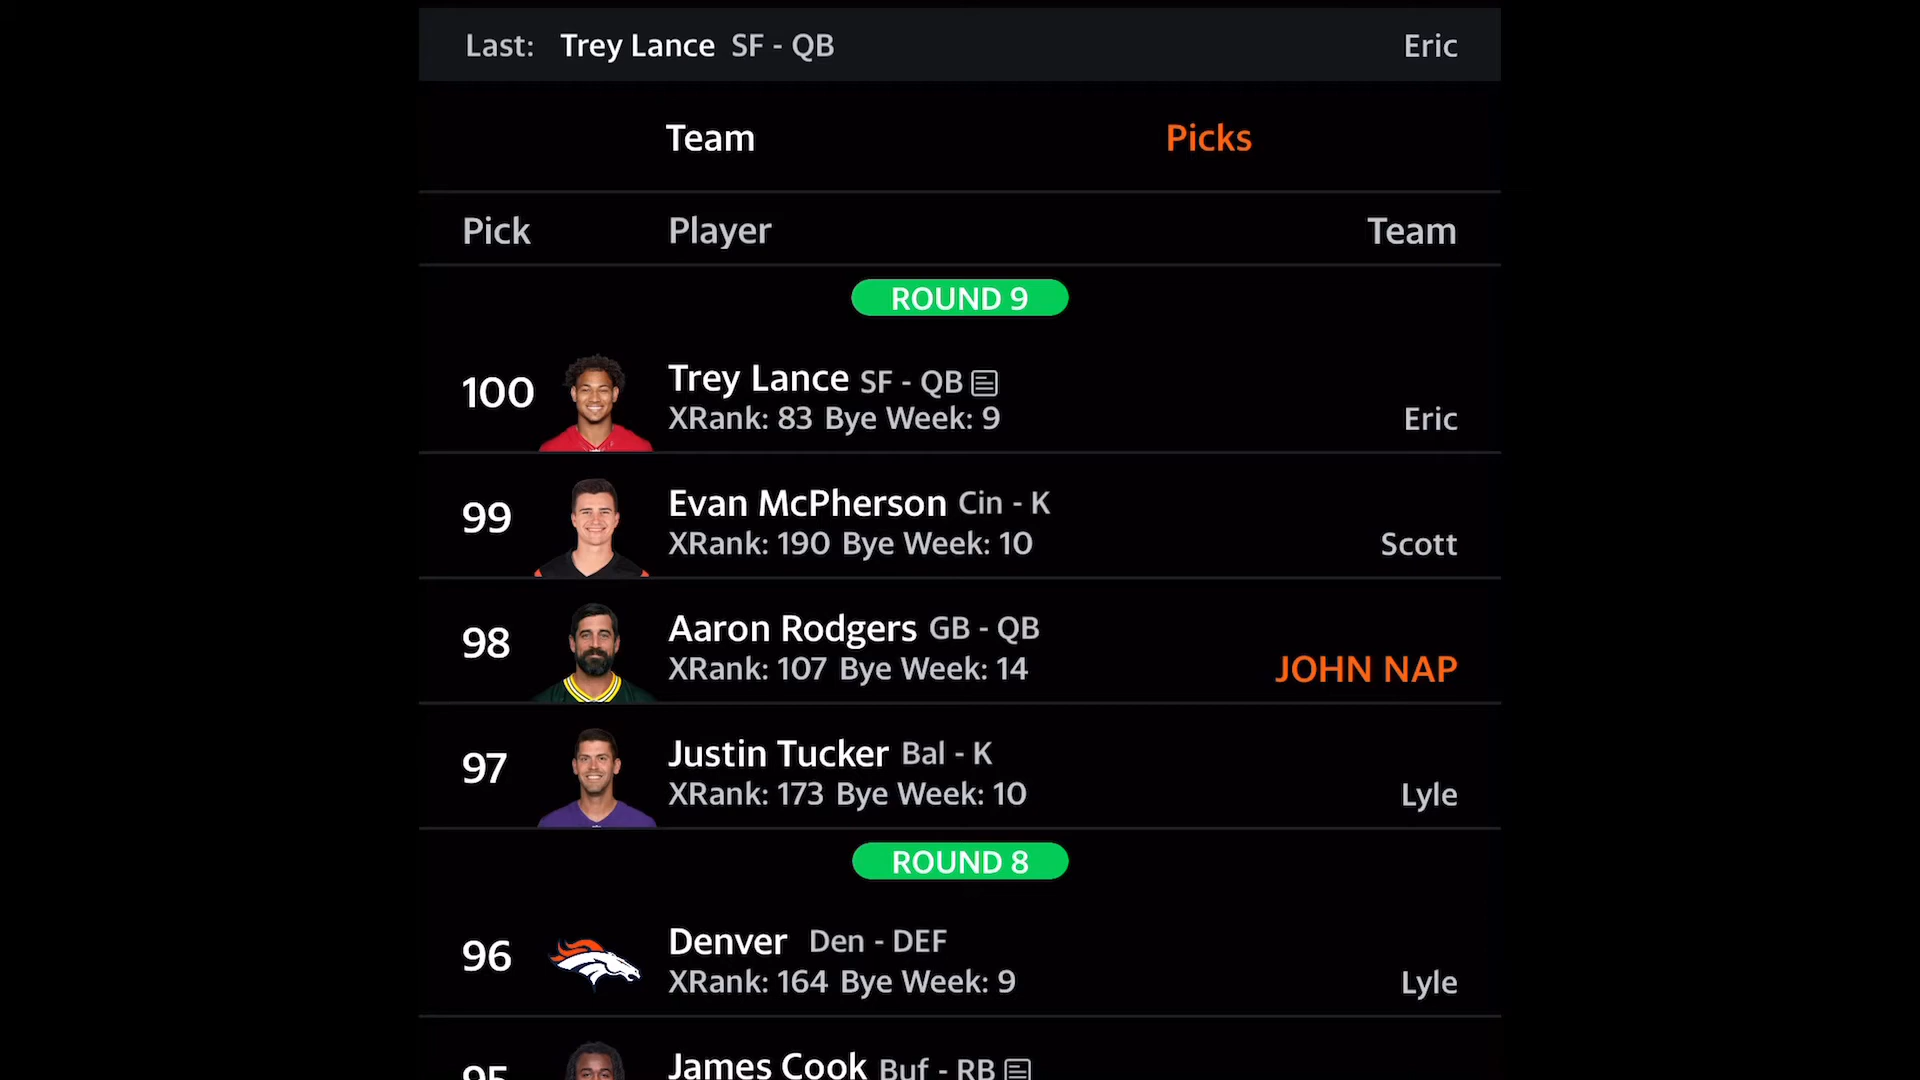 Last: Trey Lance SF - QB Eric
Team Picks
Pick Player Team
ROUND 9
100 Trey Lance SF - QB
XRank: 83 Bye Week: 9 Eric
99 Evan McPherson Cin - K
XRank: 190 Bye Week: 10 Scott
98 Aaron Rodgers GB - QB
XRank: 107 Bye Week: 14 JOHN NAP
97 Justin Tucker Bal - K
XRank: 173 Bye Week: 10 Lyle
ROUND 8
96 Denver Den - DEF
XRank: 164 Bye Week: 9 Lyle
95 James Cook Buf - RB